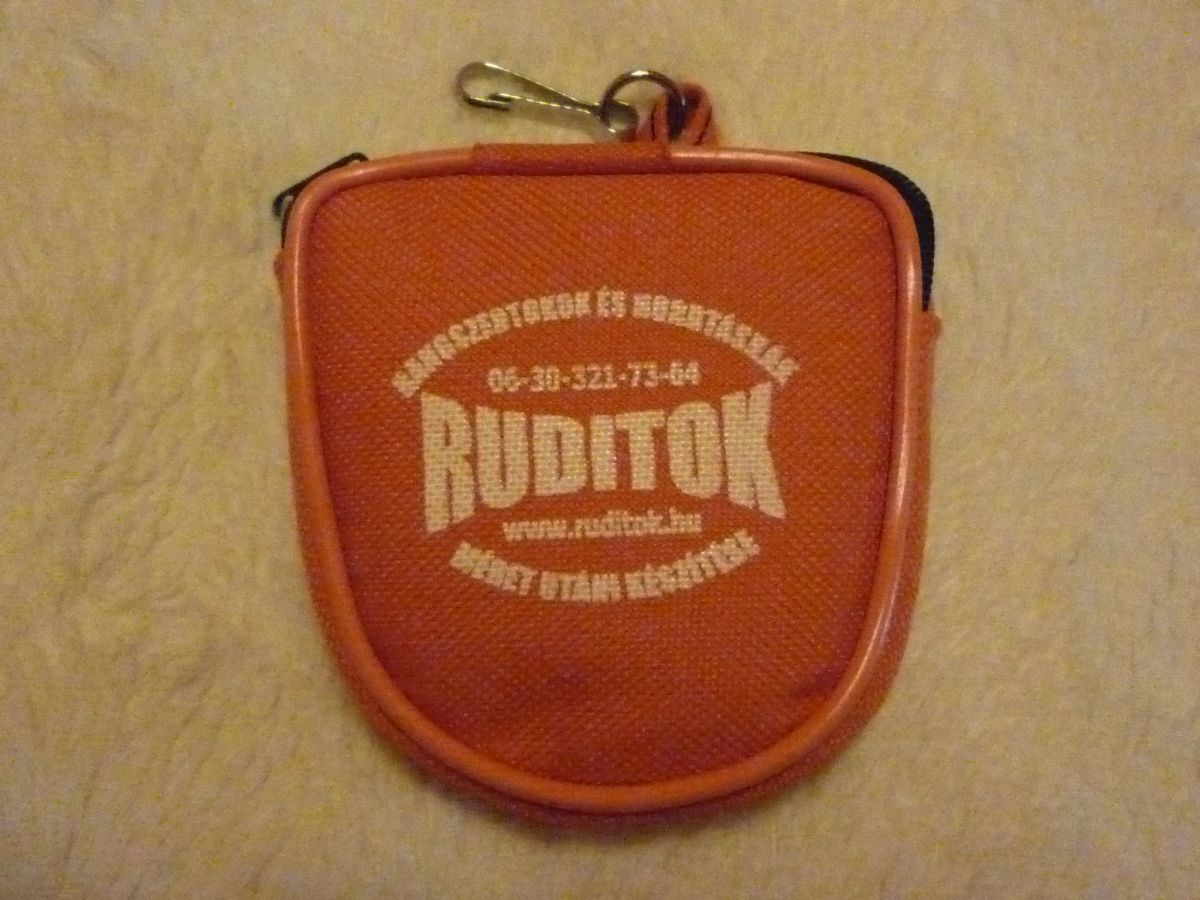 HANGSZERTOKOK ÉS HORDTÁSKÁK
06-30-321-73-64
RUDITOK
www.ruditok.hu
MÉRET UTÁNI KÉSZÍTÉSE